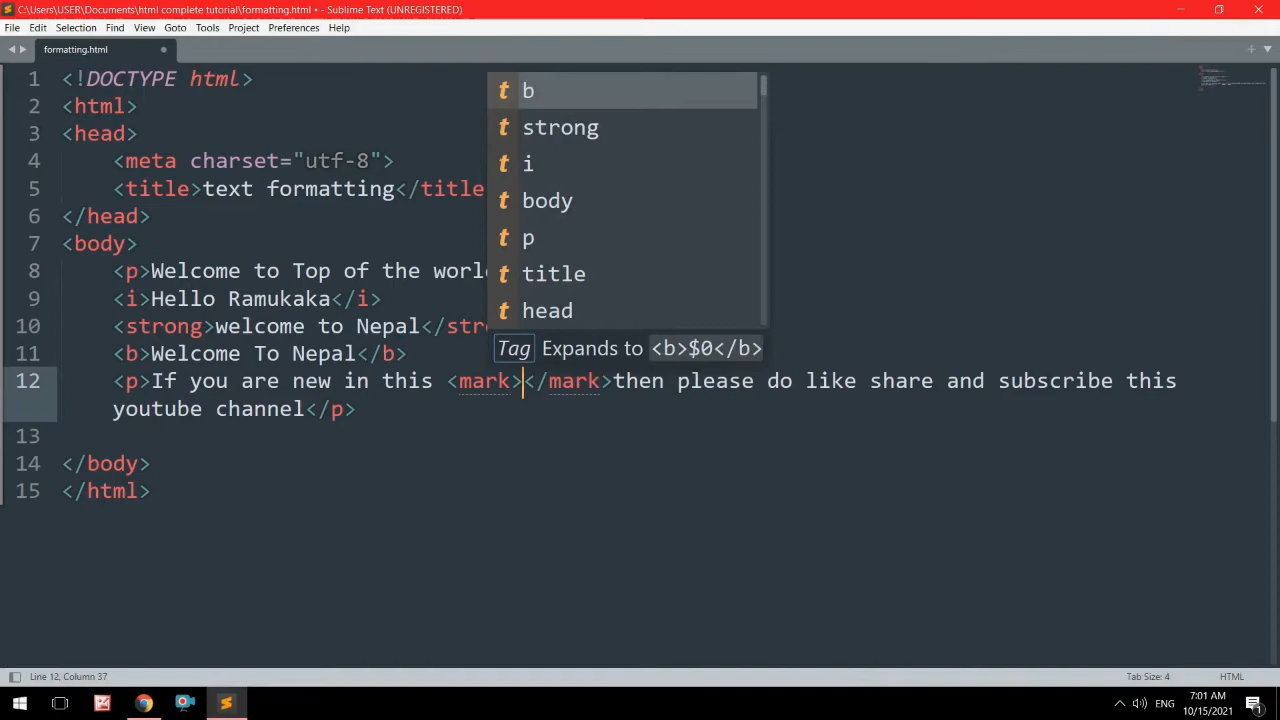 C:\Users\USER\Documents\html complete tutorial\formatting.html • - Sublime Text (UNREGISTERED)
File Edit Selection Find View Goto Tools Project Preferences Help
formatting.html
1 <!DOCTYPE html>
2 <html>
3 <head>
4 <meta charset="utf-8">
5 <title>text formatting</title
6 </head>
7 <body>
8 <p>Welcome to Top of the worl
9 <i>Hello Ramukaka</i>
10 <strong>welcome to Nepal</stro
11 <b>Welcome To Nepal</b>
12 <p>If you are new in this <mark></mark>then please do like share and subscribe this
youtube channel</p>
13
14 </body>
15 </html>
t b
t strong
t i
t body
t p
t title
t head
Tag Expands to <b>$0</b>
Line 12, Column 37
Tab Size: 4 HTML
ENG
7:01 AM
10/15/2021
1